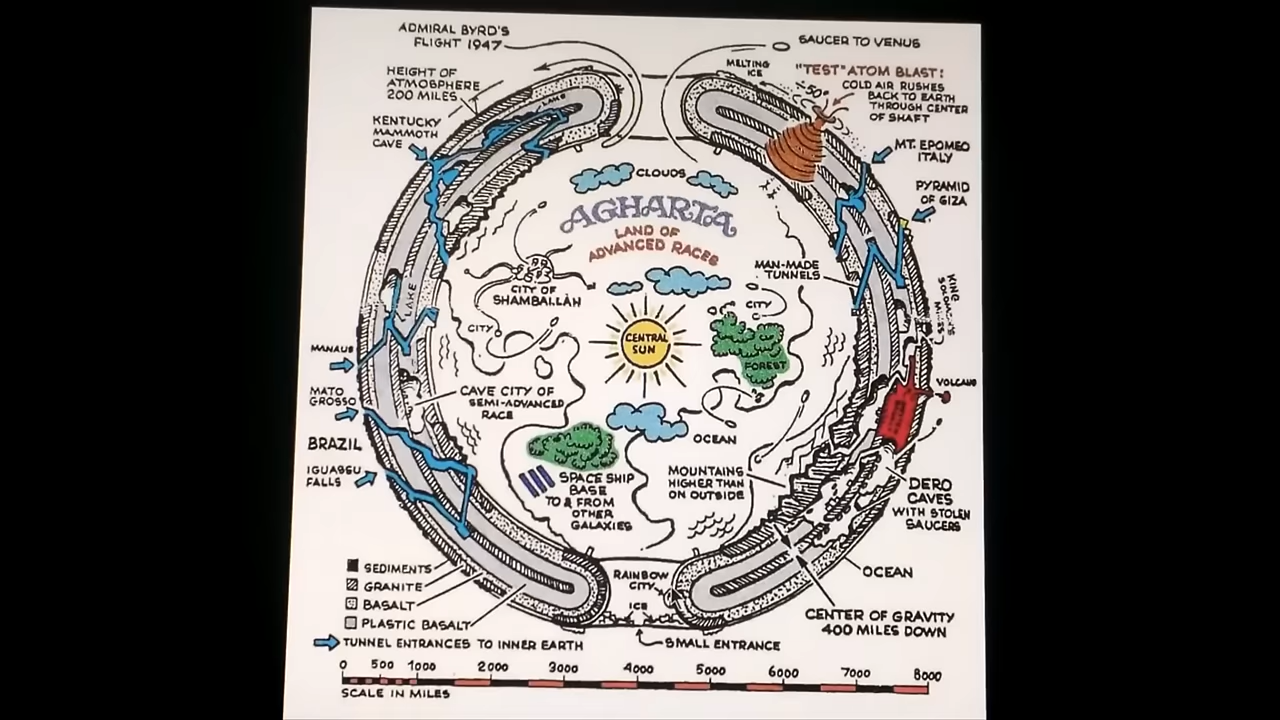 ADMIRAL BYRD'S
FLIGHT 1947
SAUCER TO VENUS
HEIGHT OF
ATMOSPHERE
200 MILES
MELTING
ICE
"TEST" ATOM BLAST!
-50°
COLD AIR RUSHES
BACK TO EARTH
THROUGH CENTER
OF SHAFT
LAKE
KENTUCKY
MAMMOTH
CAVE
MT. EPOMEO
ITALY
PYRAMID
OF GIZA
CLOUDS
AGHARTA
LAND OF
ADVANCED RACES
MAN-MADE
TUNNELS
CITY OF
SHAMBALLAH
KING
SOLOMON'S
MINES
LAKE
CITY
CITY
CENTRAL
SUN
FOREST
MANAUS
MATO
GROSSO
BRAZIL
IGUASSU
FALLS
CAVE CITY OF
SEMI-ADVANCED
RACE
VOLCANO
OCEAN
SPACE SHIP
BASE
TO & FROM
OTHER
GALAXIES
MOUNTAINS
HIGHER THAN
ON OUTSIDE
DERO
CAVES
WITH STOLEN
SAUCERS
SEDIMENTS
GRANITE
BASALT
PLASTIC BASALT
RAINBOW
CITY
ICE
OCEAN
CENTER OF GRAVITY
400 MILES DOWN
TUNNEL ENTRANCES TO INNER EARTH
SMALL ENTRANCE
0 500 1000 2000 3000 4000 5000 6000 7000 8000
SCALE IN MILES